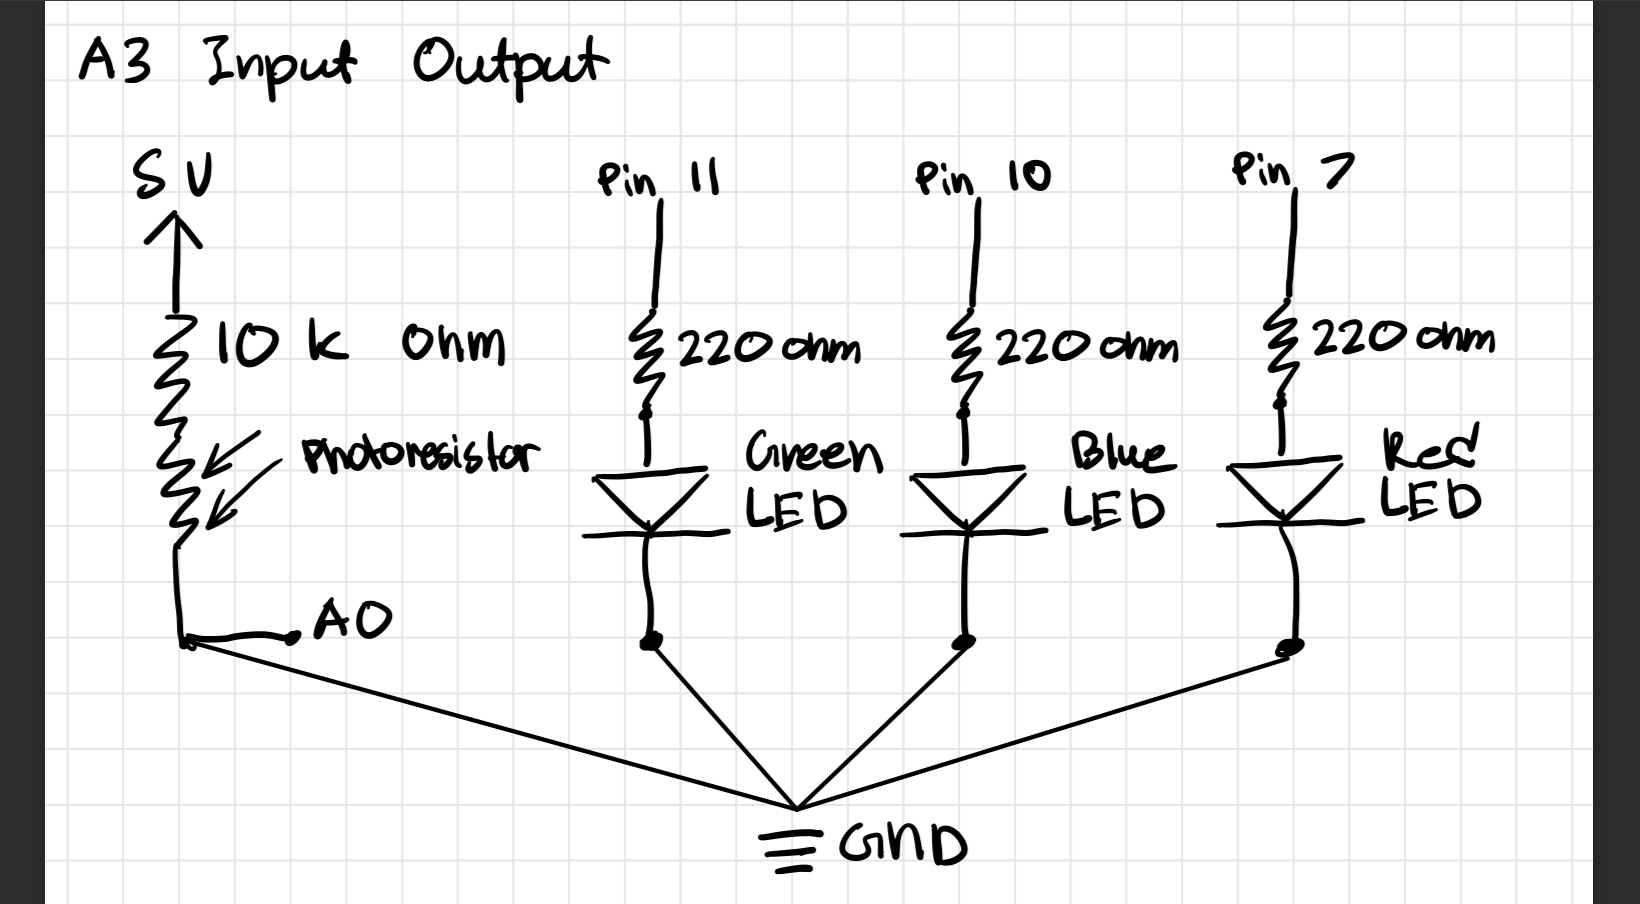 A3 Input Output
5V
Pin 11
Pin 10
Pin 7
10 k ohm
220 ohm
220 ohm
220 ohm
Photoresistor
Green
LED
Blue
LED
Red
LED
A0
GND